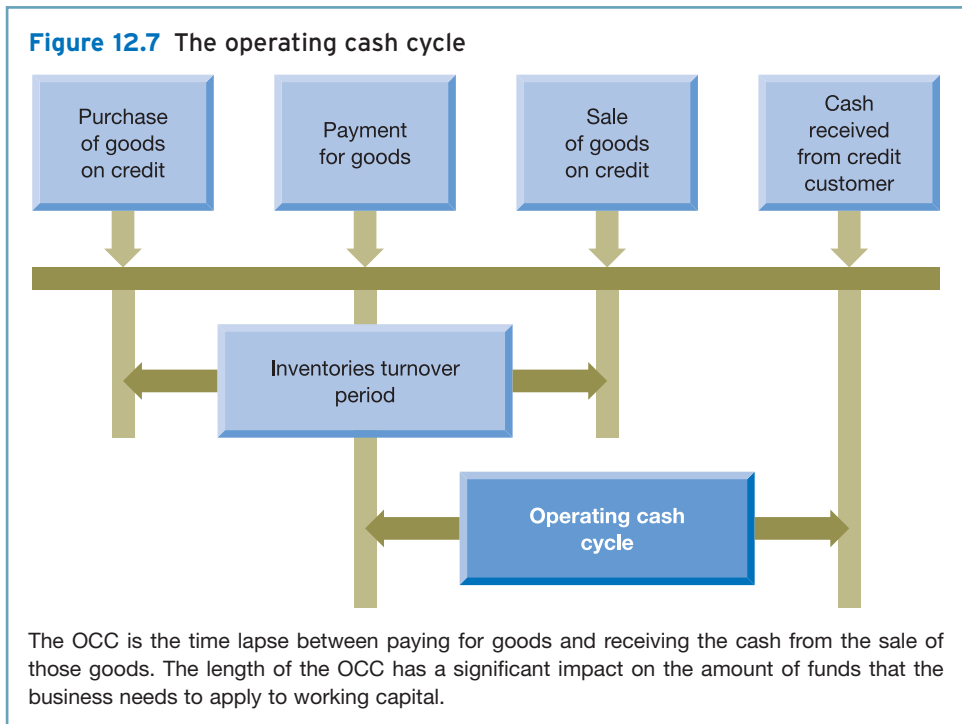 Figure 12.7 The operating cash cycle
Purchase
of goods
on credit
Payment
for goods
Sale
of goods
on credit
Cash
received
from credit
customer
Inventories turnover
period
Operating cash
cycle
The OCC is the time lapse between paying for goods and receiving the cash from the sale of
those goods. The length of the OCC has a significant impact on the amount of funds that the
business needs to apply to working capital.